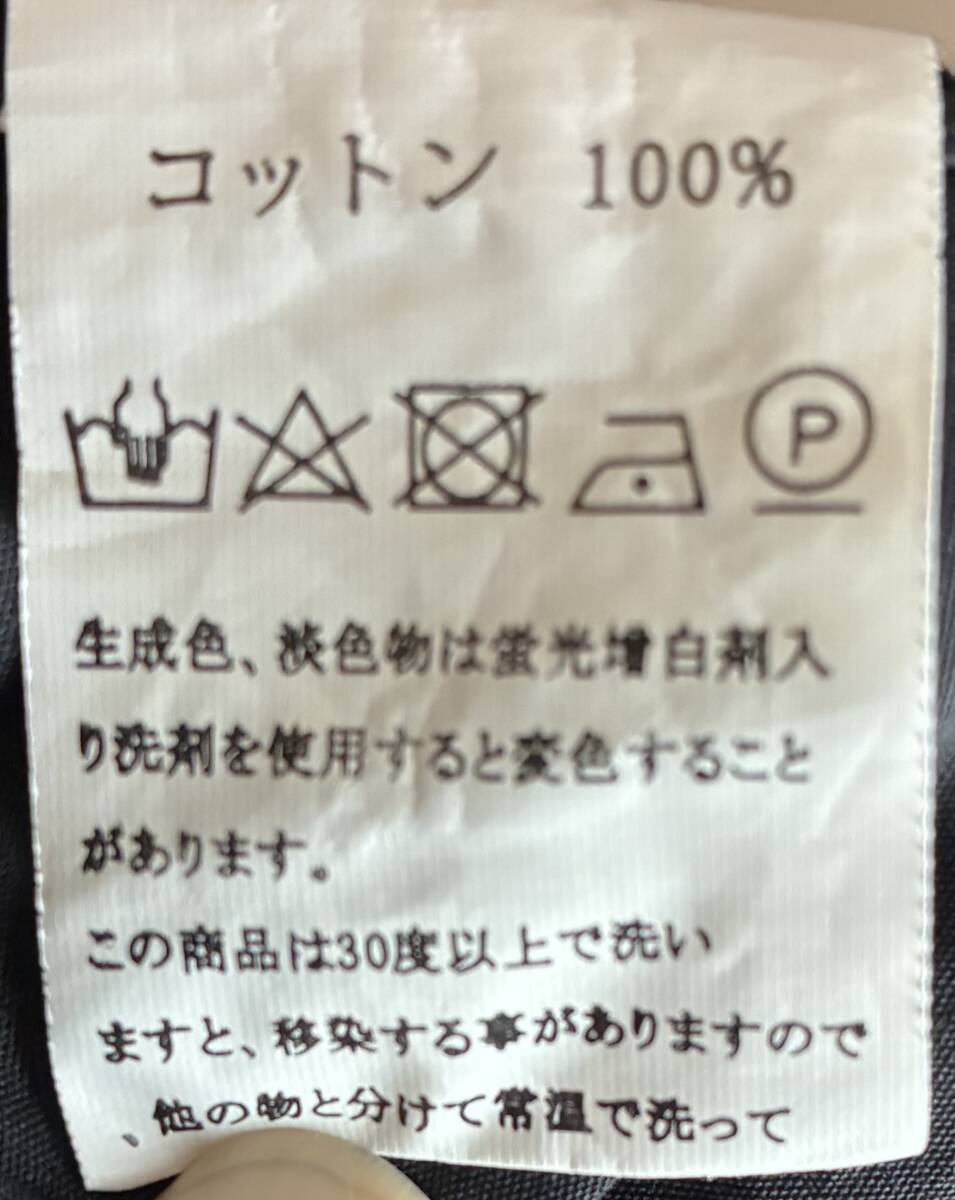 コットン 100%
P
生成色、淡色物は蛍光増白剤入
り洗剤を使用すると変色すること
があります。
この商品は30度以上で洗い
ますと、移染する事がありますので
、他の物と分けて常温で洗って